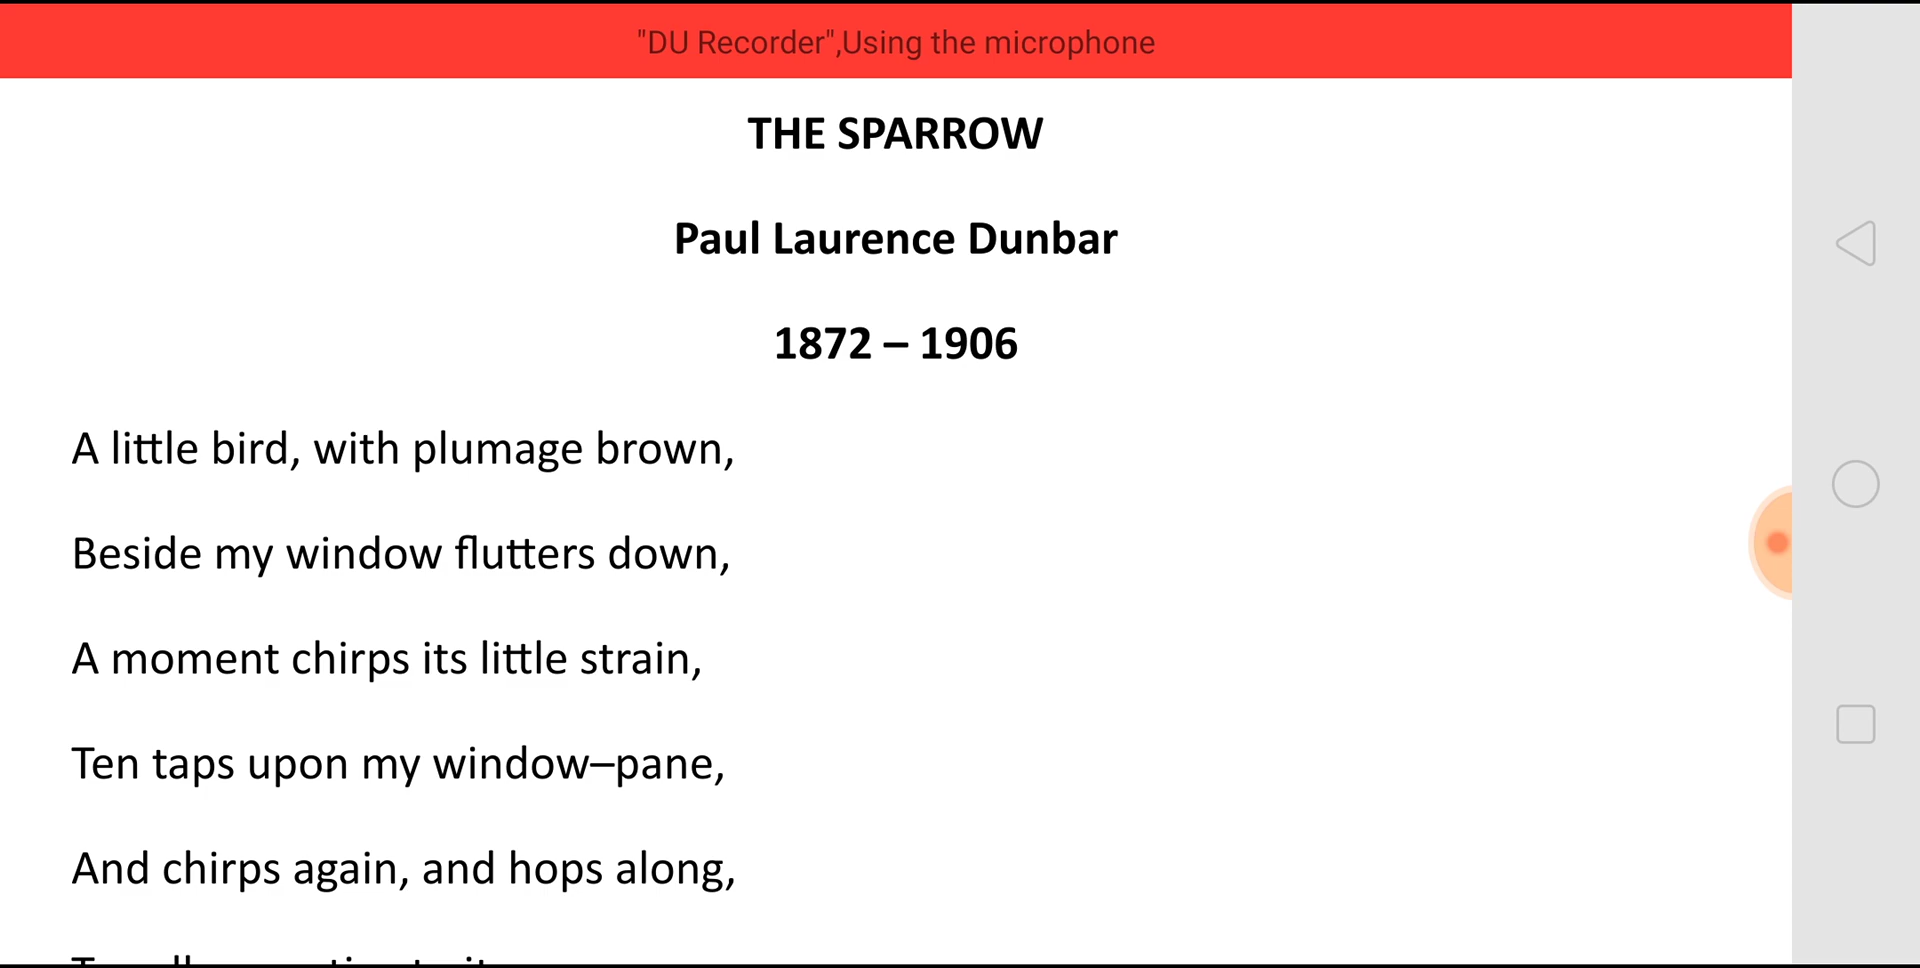 "DU Recorder",Using the microphone
THE SPARROW
Paul Laurence Dunbar
1872 – 1906
A little bird, with plumage brown,
Beside my window flutters down,
A moment chirps its little strain,
Ten taps upon my window–pane,
And chirps again, and hops along,